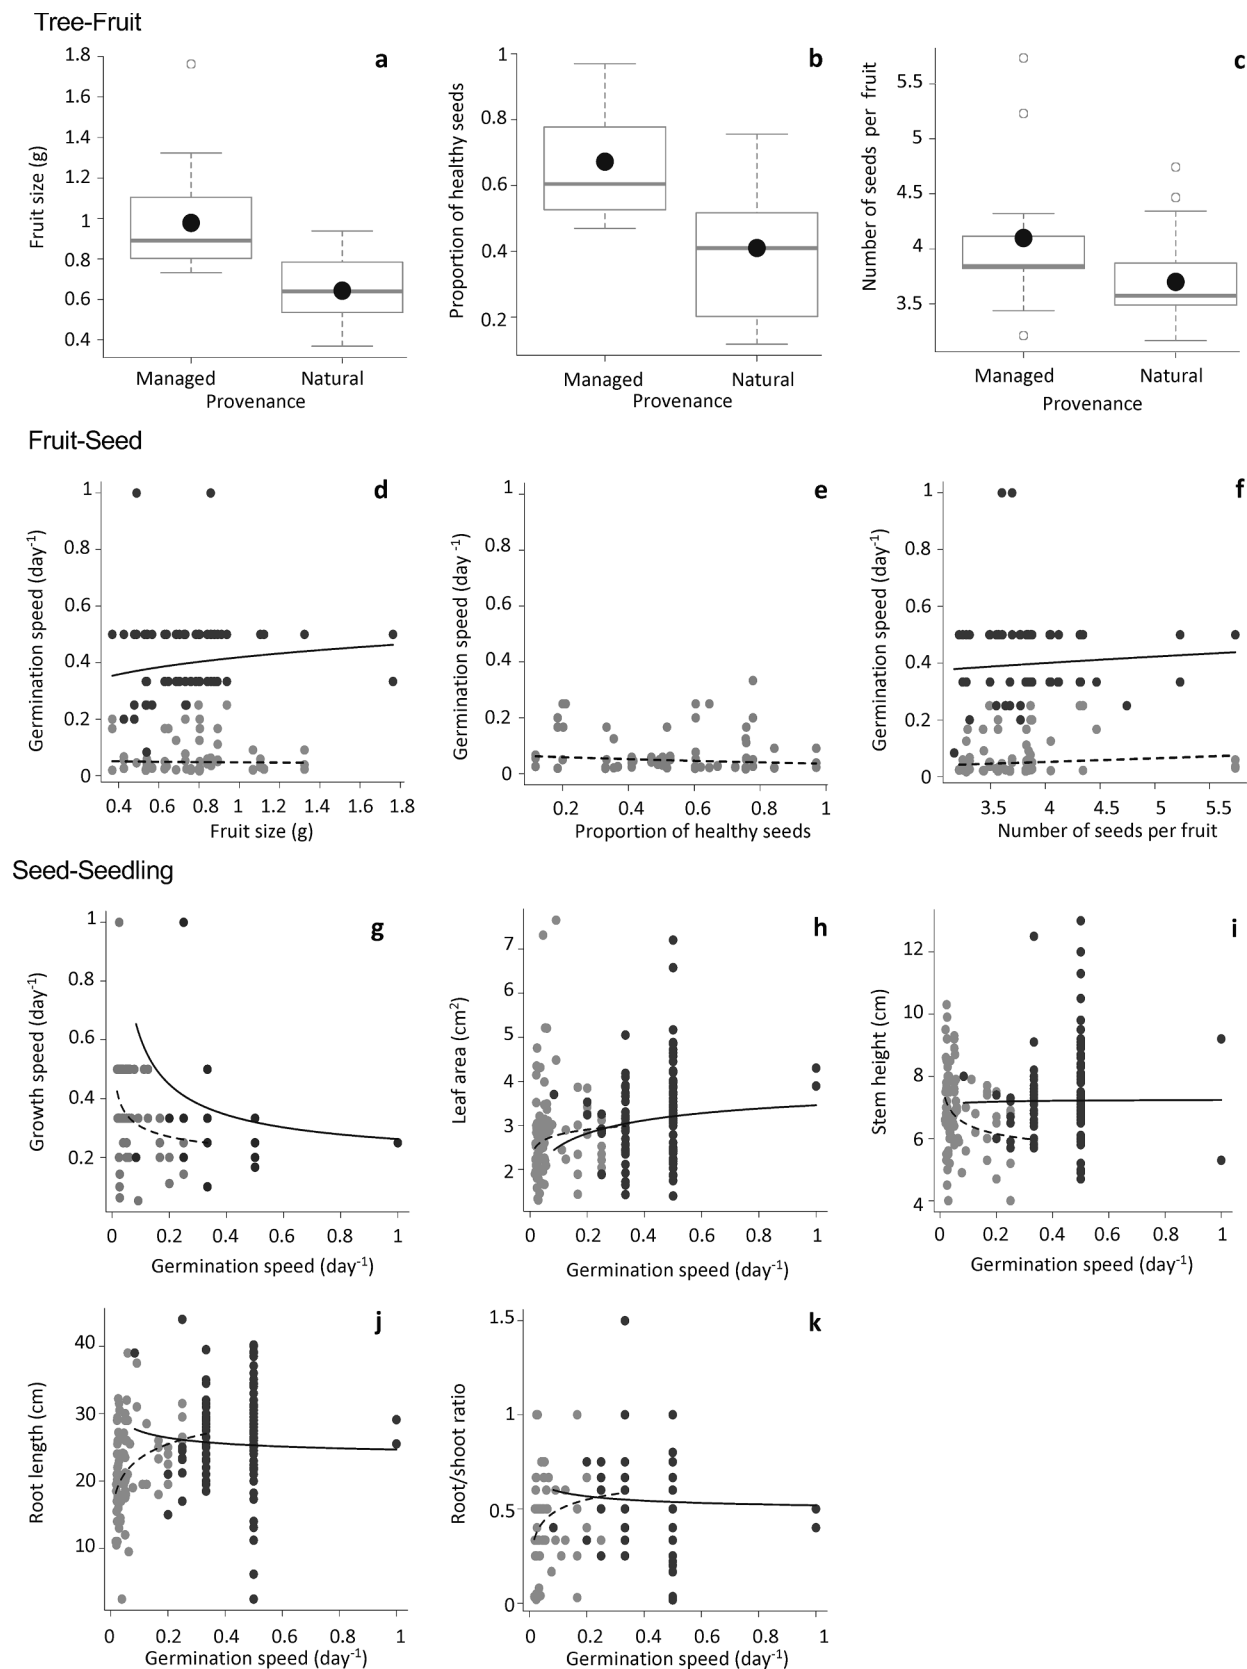 Tree-Fruit
a
Fruit size (g)
1.8
1.6
1.4
1.2
1
0.8
0.6
0.4
Managed
Natural
Provenance
b
Proportion of healthy seeds
1
0.8
0.6
0.4
0.2
Managed
Natural
Provenance
c
Number of seeds per fruit
5.5
5
4.5
4
3.5
Managed
Natural
Provenance
Fruit-Seed
d
Germination speed (day⁻¹)
1
0.8
0.6
0.4
0.2
0
0.4 0.6 0.8 1 1.2 1.4 1.6 1.8
Fruit size (g)
e
Germination speed (day ⁻¹)
1
0.8
0.6
0.4
0.2
0
0.2 0.4 0.6 0.8 1
Proportion of healthy seeds
f
Germination speed (day⁻¹)
1
0.8
0.6
0.4
0.2
0
3.5 4 4.5 5 5.5
Number of seeds per fruit
Seed-Seedling
g
Growth speed (day⁻¹)
1
0.8
0.6
0.4
0.2
0 0.2 0.4 0.6 0.8 1
Germination speed (day⁻¹)
h
Leaf area (cm²)
7
6
5
4
3
2
0 0.2 0.4 0.6 0.8 1
Germination speed (day⁻¹)
i
Stem height (cm)
12
10
8
6
4
0 0.2 0.4 0.6 0.8 1
Germination speed (day⁻¹)
j
Root length (cm)
40
30
20
10
0 0.2 0.4 0.6 0.8 1
Germination speed (day⁻¹)
k
Root/shoot ratio
1.5
1
0.5
0
0 0.2 0.4 0.6 0.8 1
Germination speed (day⁻¹)